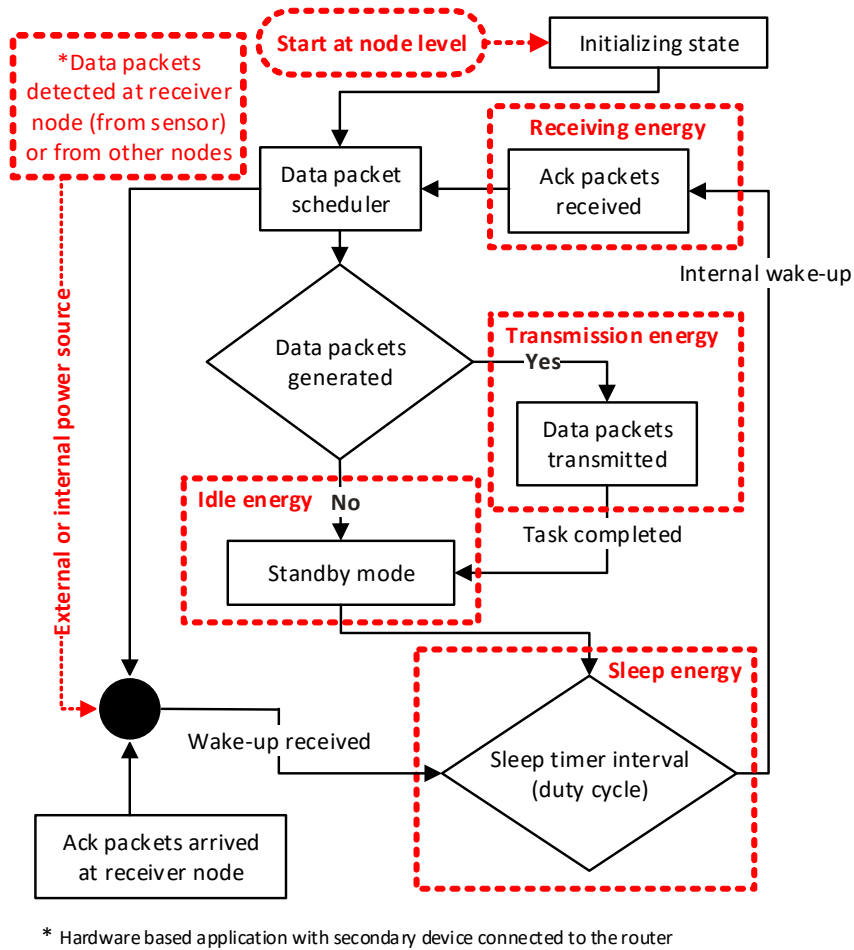 Start at node level
Initializing state
*Data packets
detected at receiver
node (from sensor)
or from other nodes
Receiving energy
Data packet
scheduler
Ack packets
received
Internal wake-up
External or internal power source
Data packets
generated
Transmission energy
Yes
Data packets
transmitted
Idle energy
No
Task completed
Standby mode
Sleep energy
Wake-up received
Sleep timer interval
(duty cycle)
Ack packets arrived
at receiver node
* Hardware based application with secondary device connected to the router